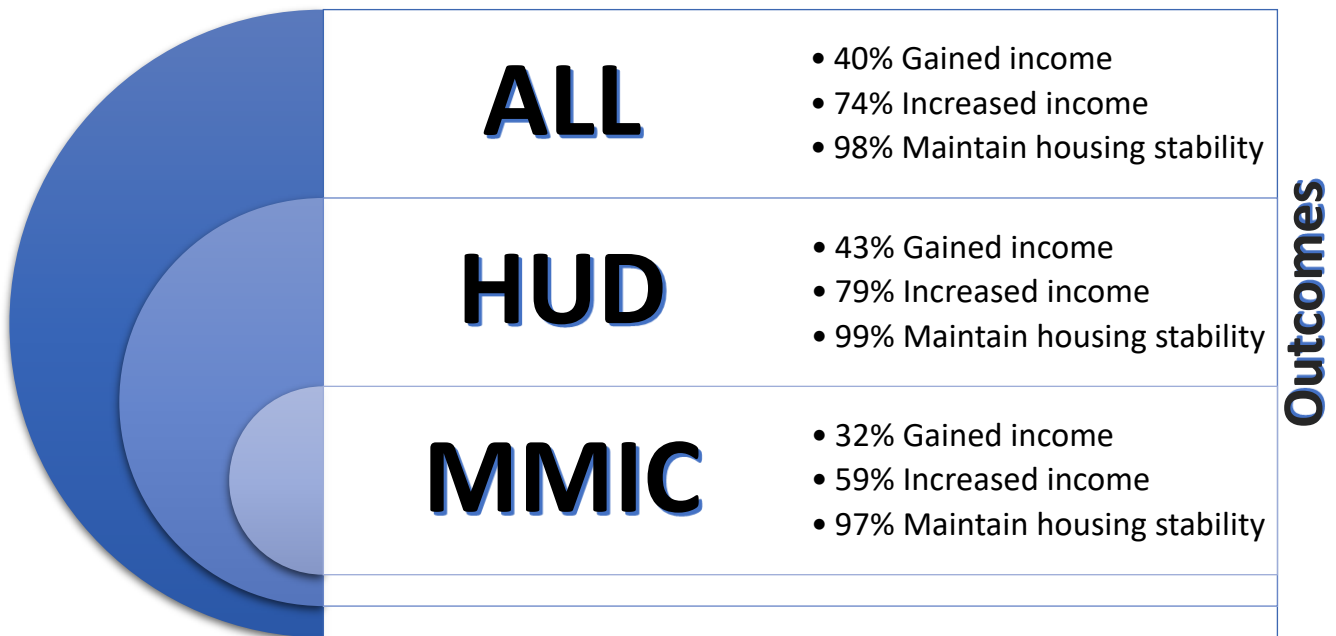 ALL
• 40% Gained income
• 74% Increased income
• 98% Maintain housing stability
HUD
• 43% Gained income
• 79% Increased income
• 99% Maintain housing stability
MMIC
• 32% Gained income
• 59% Increased income
• 97% Maintain housing stability
Outcomes